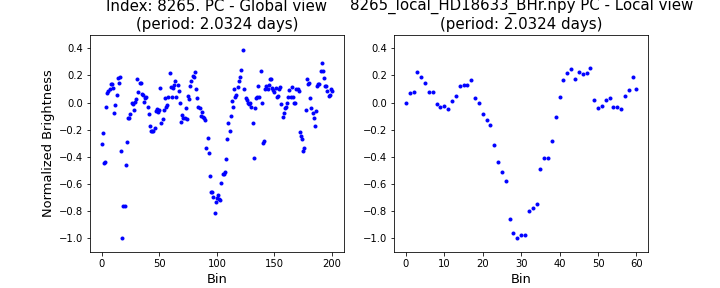 Index: 8265. PC - Global view
(period: 2.0324 days)
8265_local_HD18633_BHr.npy PC - Local view
(period: 2.0324 days)
Normalized Brightness
0.4
0.2
0.0
−0.2
−0.4
−0.6
−0.8
−1.0
0 50 100 150 200
Bin
0.4
0.2
0.0
−0.2
−0.4
−0.6
−0.8
−1.0
0 10 20 30 40 50 60
Bin